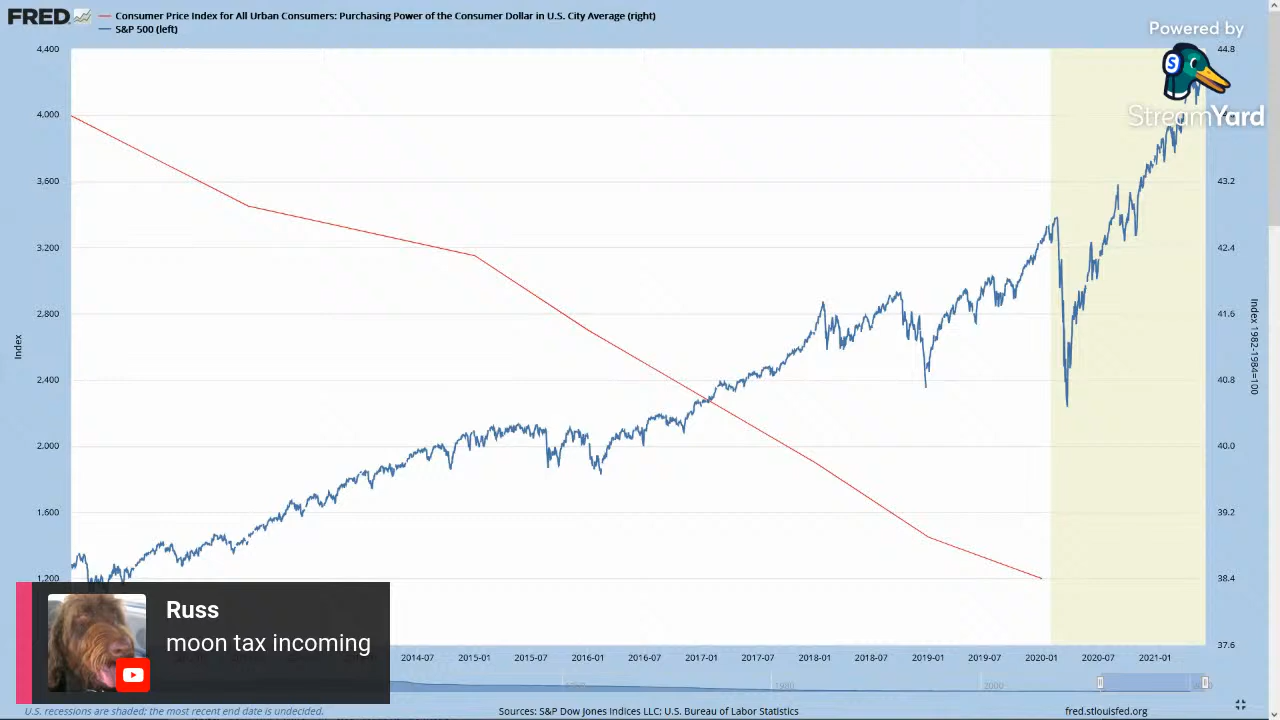 FRED
Consumer Price Index for All Urban Consumers: Purchasing Power of the Consumer Dollar in U.S. City Average (right)
S&P 500 (left)
Powered by
S
StreamYard
4,400
4,000
3,600
3,200
2,800
2,400
2,000
1,600
1,200
Index
44.8
43.2
42.4
41.6
40.8
40.0
39.2
38.4
37.6
Index 1982-1984=100
Russ
moon tax incoming
2014-07 2015-01 2015-07 2016-01 2016-07 2017-01 2017-07 2018-01 2018-07 2019-01 2019-07 2020-01 2020-07 2021-01
1980 2000
U.S. recessions are shaded; the most recent end date is undecided.
Sources: S&P Dow Jones Indices LLC; U.S. Bureau of Labor Statistics
fred.stlouisfed.org